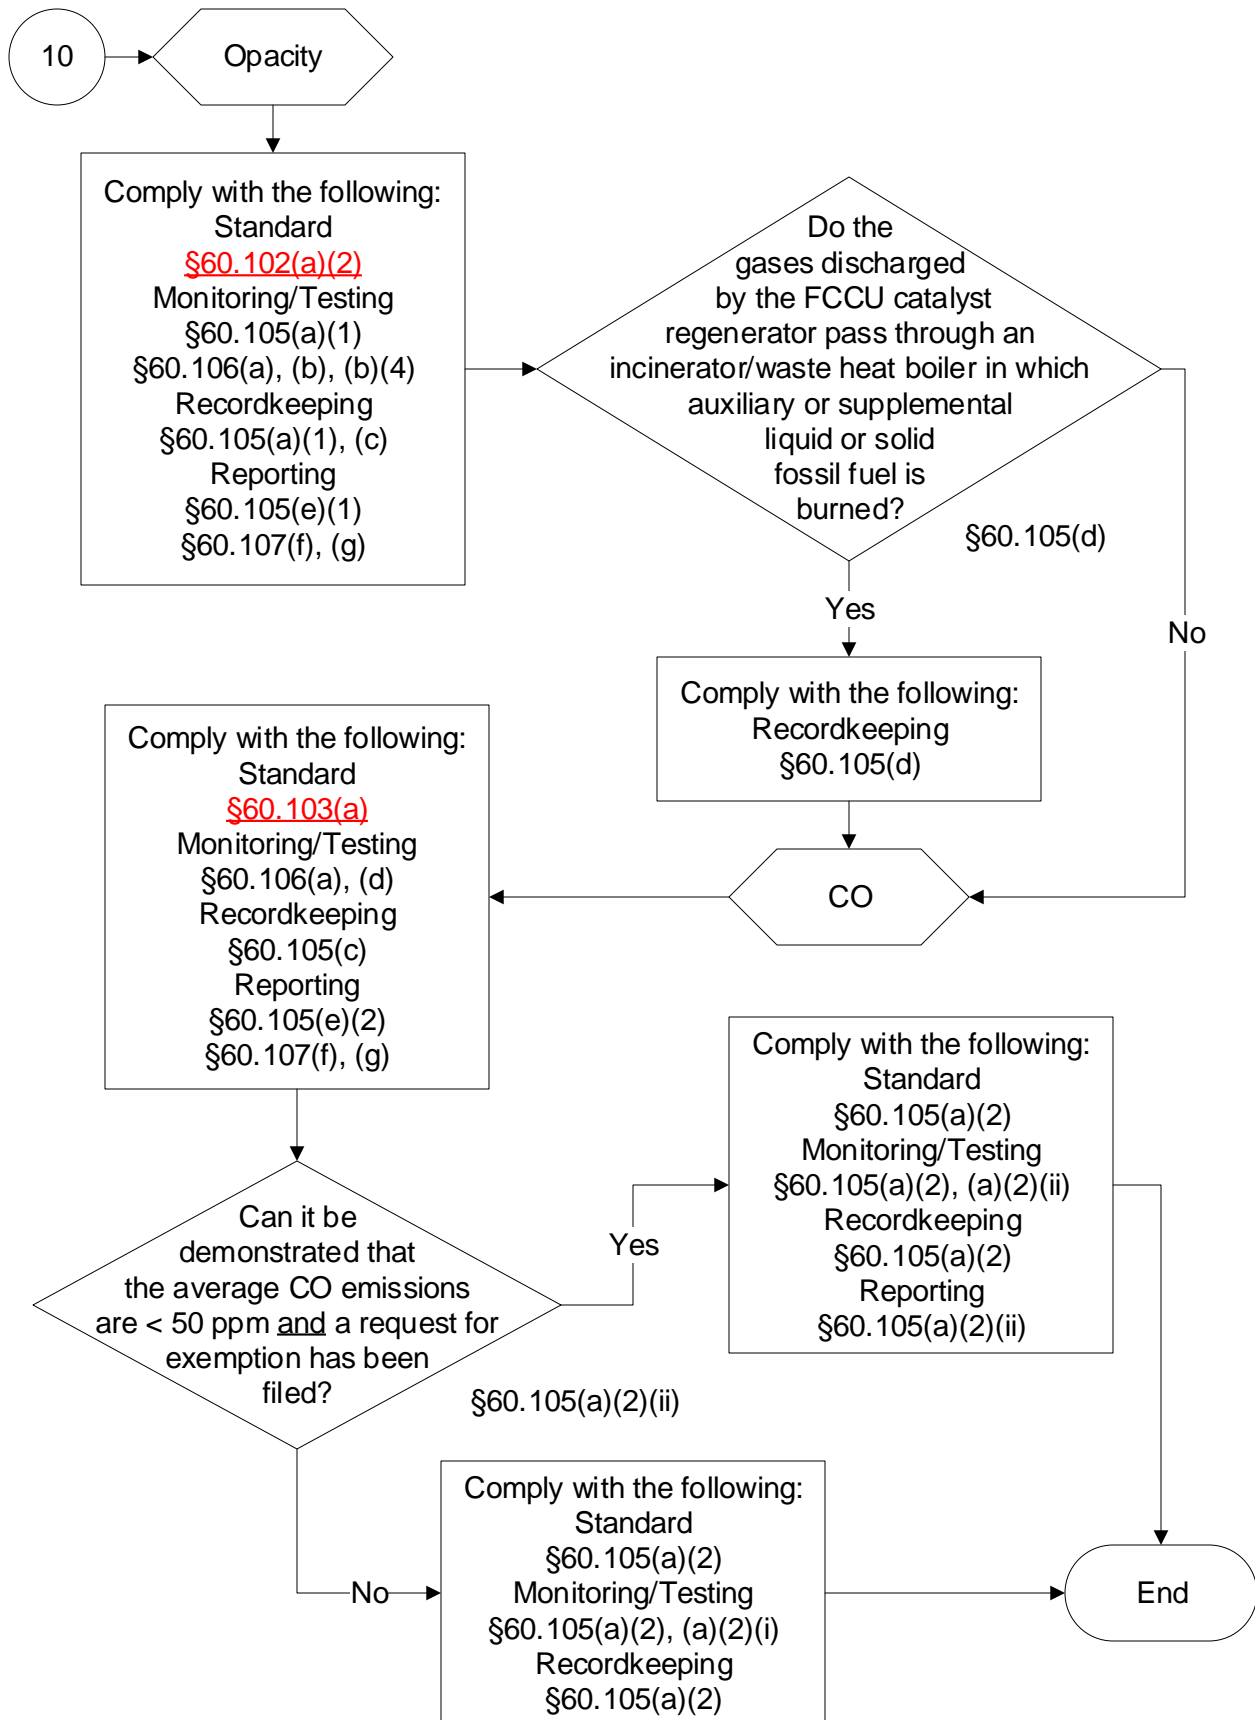 10
Opacity
Comply with the following:
Standard
§60.102(a)(2)
Monitoring/Testing
§60.105(a)(1)
§60.106(a), (b), (b)(4)
Recordkeeping
§60.105(a)(1), (c)
Reporting
§60.105(e)(1)
§60.107(f), (g)
Do the
gases discharged
by the FCCU catalyst
regenerator pass through an
incinerator/waste heat boiler in which
auxiliary or supplemental
liquid or solid
fossil fuel is
burned?
§60.105(d)
Yes
No
Comply with the following:
Recordkeeping
§60.105(d)
CO
Comply with the following:
Standard
§60.103(a)
Monitoring/Testing
§60.106(a), (d)
Recordkeeping
§60.105(c)
Reporting
§60.105(e)(2)
§60.107(f), (g)
Can it be
demonstrated that
the average CO emissions
are < 50 ppm and a request for
exemption has been
filed?
§60.105(a)(2)(ii)
Yes
Comply with the following:
Standard
§60.105(a)(2)
Monitoring/Testing
§60.105(a)(2), (a)(2)(ii)
Recordkeeping
§60.105(a)(2)
Reporting
§60.105(a)(2)(ii)
No
Comply with the following:
Standard
§60.105(a)(2)
Monitoring/Testing
§60.105(a)(2), (a)(2)(i)
Recordkeeping
§60.105(a)(2)
End